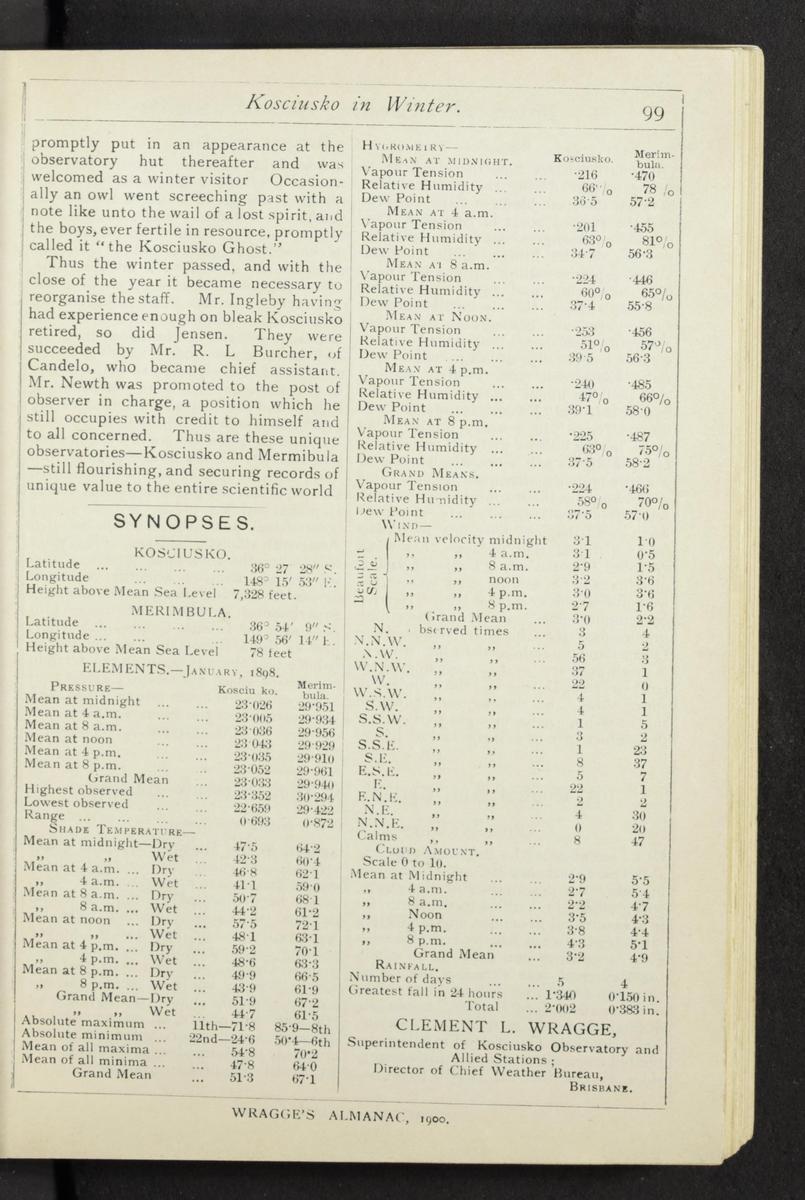 Kosciusko in Winter.
99
promptly put in an appearance at the
observatory hut thereafter and was
welcomed as a winter visitor Occasion-
ally an owl went screeching past with a
note like unto the wail of a lost spirit, and
the boys, ever fertile in resource, promptly
called it "the Kosciusko Ghost."
Thus the winter passed, and with the
close of the year it became necessary to
reorganise the staff. Mr. Ingleby having
had experience enough on bleak Kosciusko
retired, so did Jensen. They were
succeeded by Mr. R. L Burcher, of
Candelo, who became chief assistant.
Mr. Newth was promoted to the post of
observer in charge, a position which he
still occupies with credit to himself and
to all concerned. Thus are these unique
observatories—Kosciusko and Mermibula
—still flourishing, and securing records of
unique value to the entire scientific world
SYNOPSES.
KOSCIUSKO.
Latitude ... ... ... ... 36° 27 28" S.
Longitude ... ... ... 148° 15' 53" E.
Height above Mean Sea Level 7,328 feet.
MERIMBULA.
Latitude ... ... ... ... 36° 54' 9" S.
Longitude ... ... ... ... 149° 56' 14" E.
Height above Mean Sea Level 78 feet
ELEMENTS.—JANUARY, 1898.
PRESSURE— Kosciu ko. Merim-
bula.
Mean at midnight ... ... 23·026 29·951
Mean at 4 a.m. ... ... 23·005 29·934
Mean at 8 a.m. ... ... 23·036 29·956
Mean at noon ... ... 23 043 29·929
Mean at 4 p.m. ... ... 23·035 29·910
Mean at 8 p.m. ... ... 23·052 29·961
Grand Mean ... 23·033 29·940
Highest observed ... ... 23·352 30·294
Lowest observed ... ... 22·659 29·422
Range ... ... ... ... 0·693 0·872
SHADE TEMPERATURE—
Mean at midnight—Dry ... 47·5 64·2
,, ,, Wet ... 42·3 60·4
Mean at 4 a.m. ... Dry ... 46·8 62·1
,, 4 a.m. ... Wet ... 41·1 59·0
Mean at 8 a.m. ... Dry ... 50·7 68·1
,, 8 a.m. ... Wet ... 44·2 61·2
Mean at noon ... Dry ... 57·5 72·1
,, ,, ... Wet ... 48·1 63·1
Mean at 4 p.m. ... Dry ... 59·2 70·1
,, 4 p.m. ... Wet ... 48·6 63·3
Mean at 8 p.m. ... Dry ... 49·9 66·5
,, 8 p.m. ... Wet ... 43·9 61·9
Grand Mean—Dry ... 51·9 67·2
,, ,, Wet ... 44·7 61·5
Absolute maximum ... 11th—71·8 85·9—8th
Absolute minimum ... 22nd—24·6 50·4—6th
Mean of all maxima ... ... 54·8 70·2
Mean of all minima ... ... 47·8 64·0
Grand Mean ... 51·3 67·1
HYGROMETRY—
MEAN AT MIDNIGHT. Kosciusko. Merim-
bula.
Vapour Tension ... ... ·216 ·470
Relative Humidity ... ... 66% 78 %
Dew Point ... ... ... 36·5 57·2
MEAN AT 4 a.m.
Vapour Tension ... ... ·201 ·455
Relative Humidity ... ... 63% 81%
Dew Point ... ... ... 34·7 56·3
MEAN AT 8 a.m.
Vapour Tension ... ... ·224 ·446
Relative Humidity ... ... 60% 65%
Dew Point ... ... ... 37·4 55·8
MEAN AT NOON.
Vapour Tension ... ... ·253 ·456
Relative Humidity ... ... 51% 57%
Dew Point ... ... ... 39·5 56·3
MEAN AT 4 p.m.
Vapour Tension ... ... ·240 ·485
Relative Humidity ... ... 47% 66%
Dew Point ... ... ... 39·1 58·0
MEAN AT 8 p.m.
Vapour Tension ... ... ·225 ·487
Relative Humidity ... ... 63% 75%
Dew Point ... ... ... 37·5 58·2
GRAND MEANS.
Vapour Tension ... ... ·224 ·466
Relative Humidity ... ... 58% 70%
Dew Point ... ... ... 37·5 57·0
WIND—
Beaufort Scale.
Mean velocity midnight 3·1 1·0
,, ,, 4 a.m. 3·1 0·5
,, ,, 8 a.m. 2·9 1·5
,, ,, noon 3·2 3·6
,, ,, 4 p.m. 3·0 3·6
,, ,, 8 p.m. 2·7 1·6
Grand Mean ... 3·0 2·2
N. bserved times ... 3 4
N.N.W. ,, ,, ... 5 2
N.W. ,, ,, ... 56 3
W.N.W. ,, ,, ... 37 1
W. ,, ,, ... 22 0
W.S.W. ,, ,, ... 4 1
S.W. ,, ,, ... 4 1
S.S.W. ,, ,, ... 1 5
S. ,, ,, ... 3 2
S.S.E. ,, ,, ... 1 23
S.E. ,, ,, ... 8 37
E.S.E. ,, ,, ... 5 7
E. ,, ,, ... 22 1
E.N.E. ,, ,, ... 2 2
N.E. ,, ,, ... 4 30
N.N.E. ,, ,, ... 0 20
Calms ,, ,, ... 8 47
CLOUD AMOUNT.
Scale 0 to 10.
Mean at Midnight ... ... 2·9 5·5
,, 4 a.m. ... ... 2·7 5 4
,, 8 a.m. ... ... 2·2 4·7
,, Noon ... ... 3·5 4·3
,, 4 p.m. ... ... 3·8 4·4
,, 8 p.m. ... ... 4·3 5·1
Grand Mean ... 3·2 4·9
RAINFALL.
Number of days ... ... 5 4
Greatest fall in 24 hours ... 1·340 0·150 in.
Total ... 2·002 0·383 in.
CLEMENT L. WRAGGE,
Superintendent of Kosciusko Observatory and
Allied Stations ;
Director of Chief Weather Bureau,
BRISBANE.
WRAGGE'S ALMANAC, 1900.